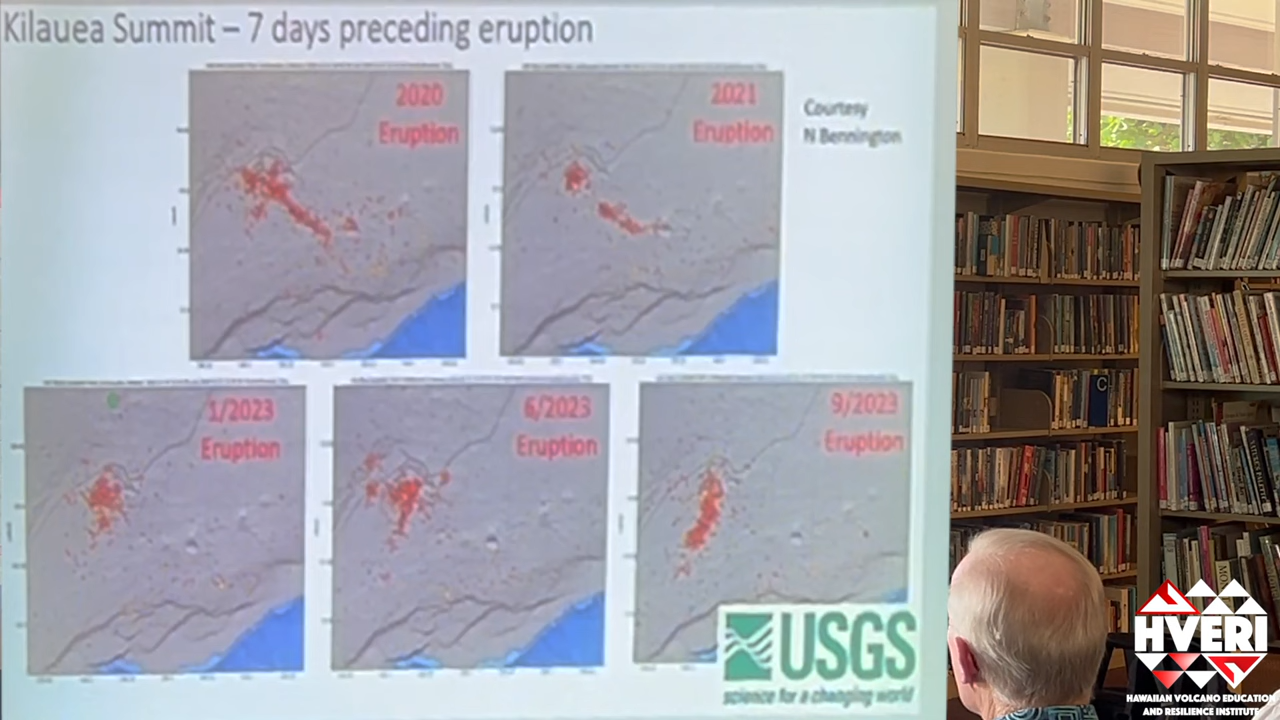 Kilauea Summit – 7 days preceding eruption
2020
Eruption
2021
Eruption
Courtesy
N Bennington
1/2023
Eruption
6/2023
Eruption
9/2023
Eruption
USGS
science for a changing world
HVERI
HAWAIIAN VOLCANO EDUCATION
AND RESILIENCE INSTITUTE